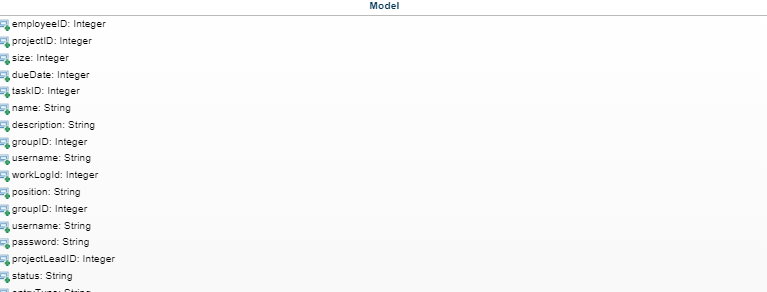 Model
employeeID: Integer
projectID: Integer
size: Integer
dueDate: Integer
taskID: Integer
name: String
description: String
groupID: Integer
username: String
workLogId: Integer
position: String
groupID: Integer
username: String
password: String
projectLeadID: Integer
status: String